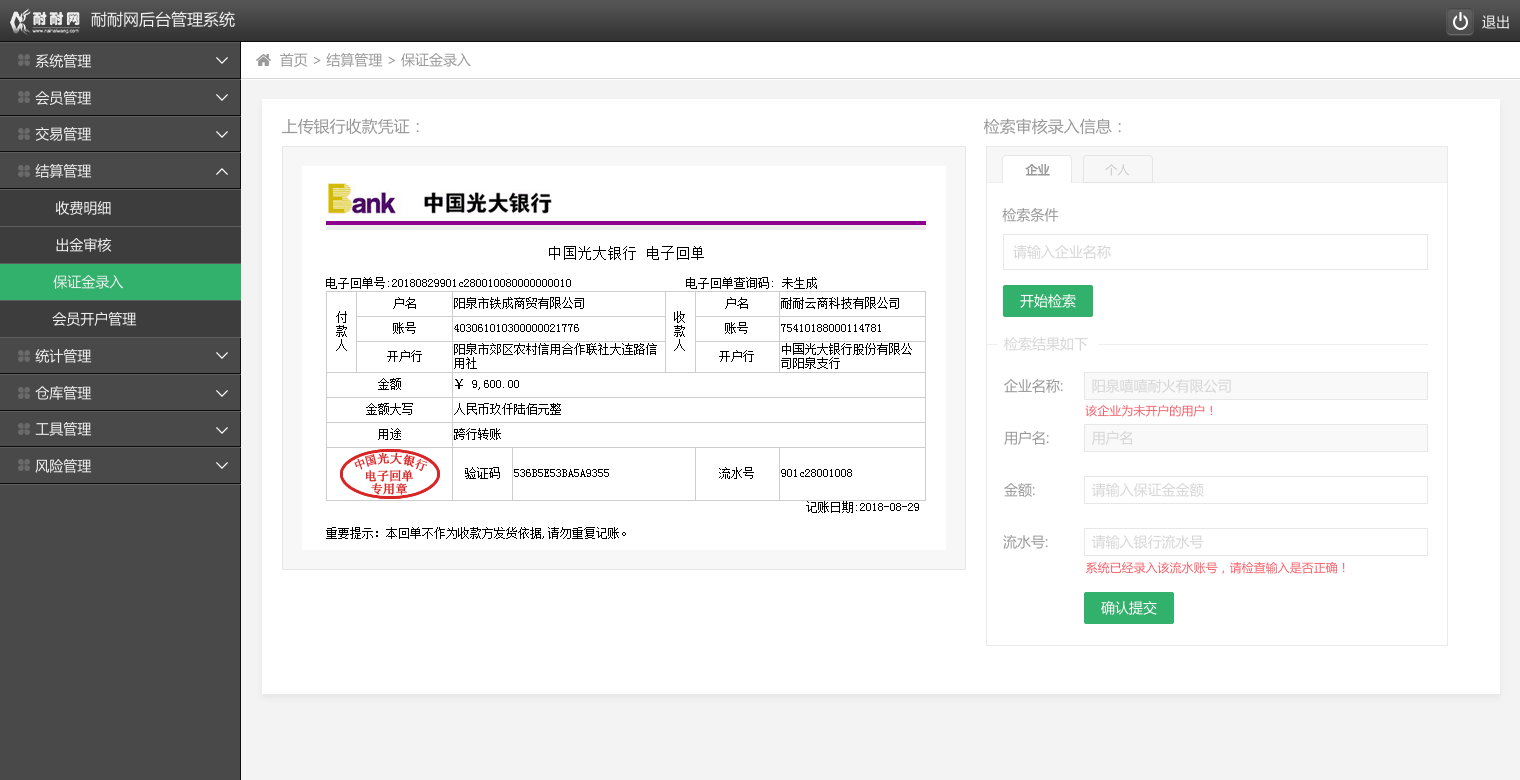 耐耐网 耐耐网后台管理系统
www.naihaiwang.com
退出
系统管理
会员管理
交易管理
结算管理
收费明细
出金审核
保证金录入
会员开户管理
统计管理
仓库管理
工具管理
风险管理
首页 > 结算管理 > 保证金录入
上传银行收款凭证：
Bank 中国光大银行
中国光大银行 电子回单
电子回单号:20180829901c280010080000000010 电子回单查询码: 未生成
付款人 户名 阳泉市铁成商贸有限公司 收款人 户名 耐耐云商科技有限公司
账号 403061010300000021776 账号 75410188000114781
开户行 阳泉市郊区农村信用合作联社大连路信用社 开户行 中国光大银行股份有限公司阳泉支行
金额 ¥ 9,600.00
金额大写 人民币玖仟陆佰元整
用途 跨行转账
中国光大银行
电子回单
专用章
验证码 536B5E53BA5A9355 流水号 901c28001008
记账日期:2018-08-29
重要提示: 本回单不作为收款方发货依据,请勿重复记账。
检索审核录入信息：
企业 个人
检索条件
请输入企业名称
开始检索
检索结果如下
企业名称: 阳泉嘻嘻耐火有限公司
该企业为未开户的用户！
用户名: 用户名
金额: 请输入保证金金额
流水号: 请输入银行流水号
系统已经录入该流水账号，请检查输入是否正确！
确认提交